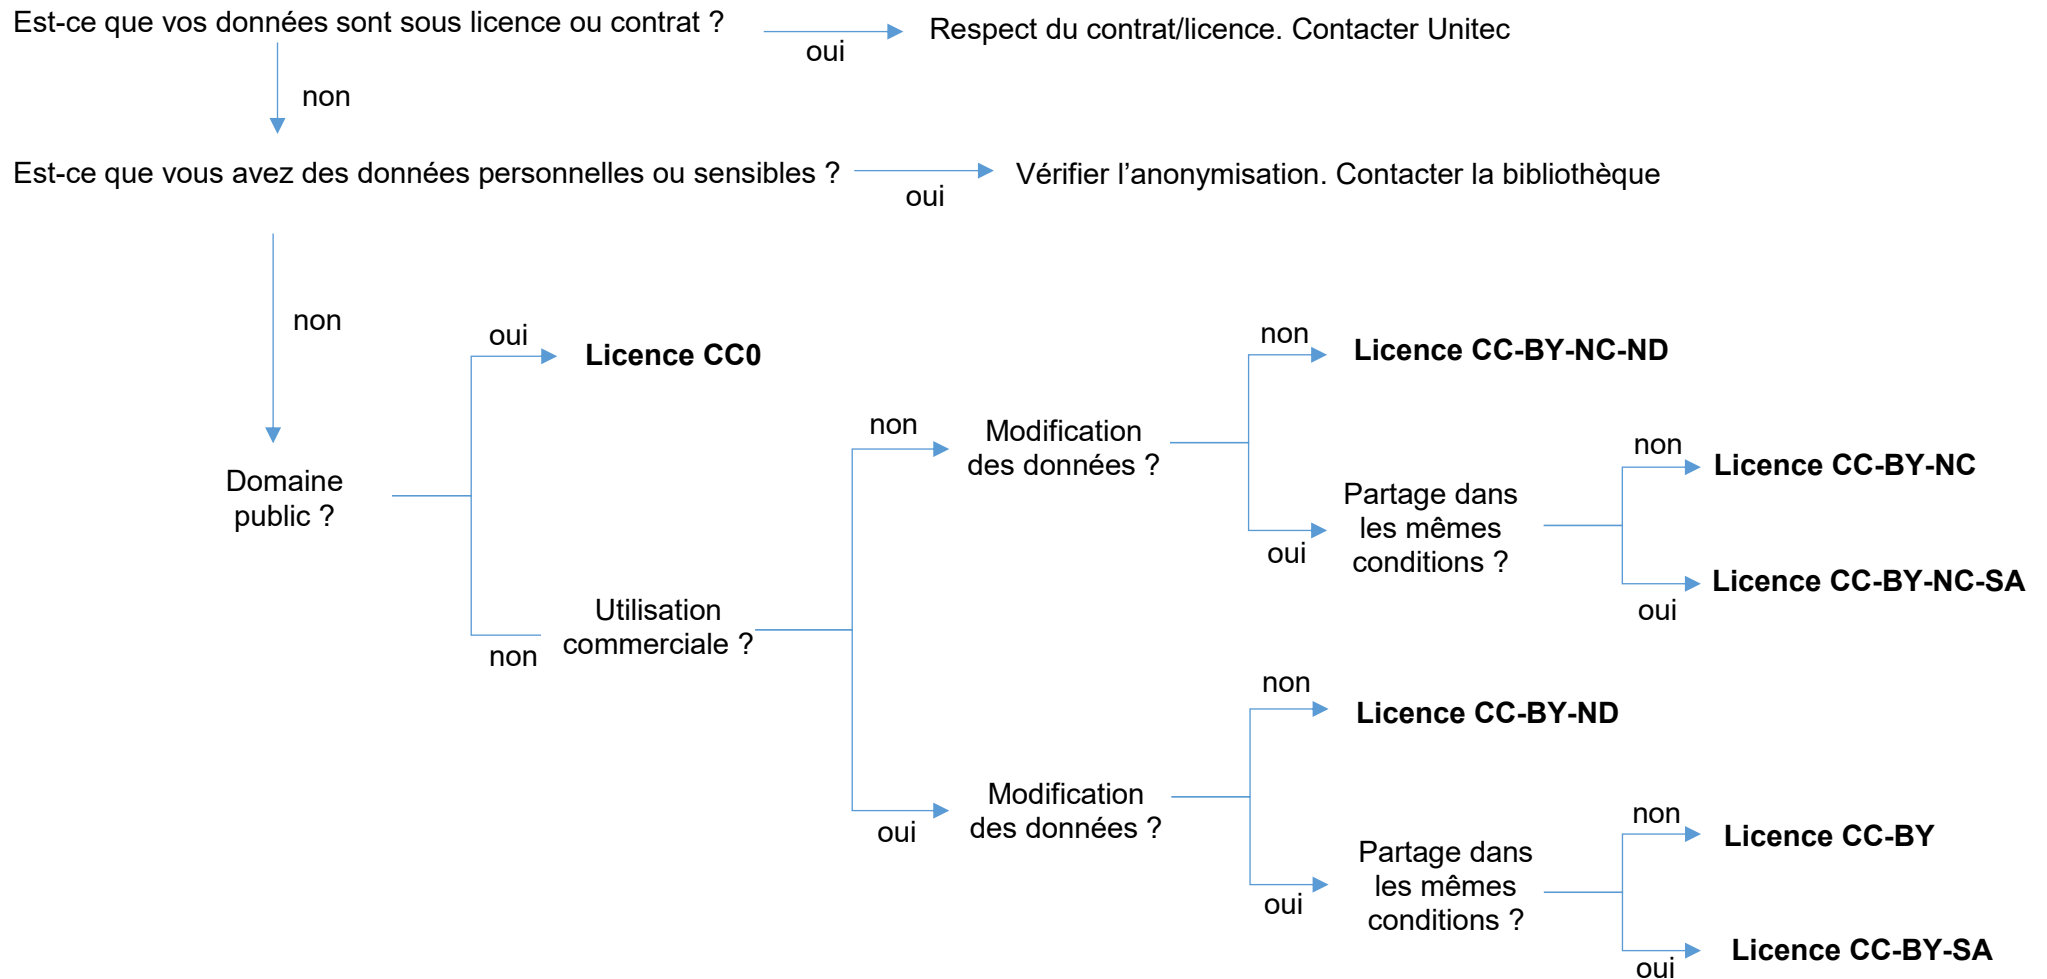 Est-ce que vos données sont sous licence ou contrat ?
oui
Respect du contrat/licence. Contacter Unitec
non
Est-ce que vous avez des données personnelles ou sensibles ?
oui
Vérifier l’anonymisation. Contacter la bibliothèque
non
Domaine
public ?
oui
Licence CC0
non
Utilisation
commerciale ?
non
Modification
des données ?
non
Licence CC-BY-NC-ND
oui
Partage dans
les mêmes
conditions ?
non
Licence CC-BY-NC
oui
Licence CC-BY-NC-SA
oui
Modification
des données ?
non
Licence CC-BY-ND
oui
Partage dans
les mêmes
conditions ?
non
Licence CC-BY
oui
Licence CC-BY-SA